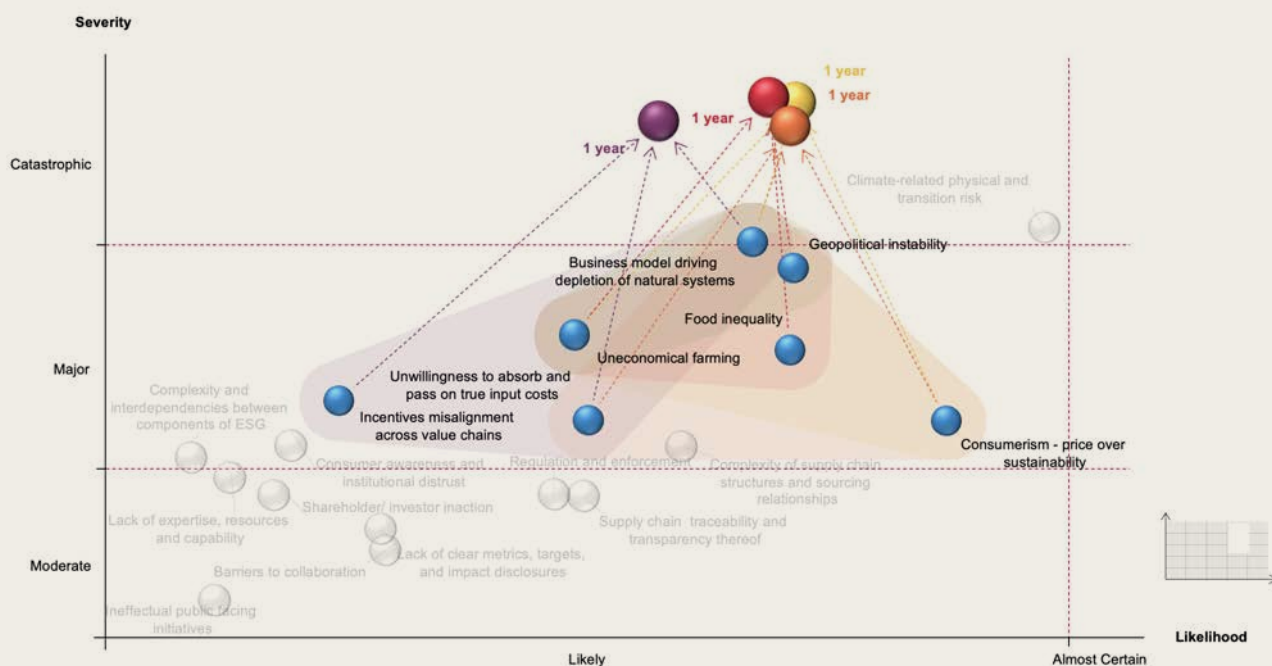 Severity
1 year
1 year
1 year
1 year
Catastrophic
Climate-related physical and
transition risk
Geopolitical instability
Business model driving
depletion of natural systems
Food inequality
Uneconomical farming
Major
Unwillingness to absorb and
pass on true input costs
Complexity and
interdependencies between
components of ESG
Incentives misalignment
across value chains
Consumerism - price over
sustainability
Consumer awareness and
institutional distrust
Regulation and enforcement
Complexity of supply chain
structures and sourcing
relationships
Shareholder/ investor inaction
Lack of expertise, resources
and capability
Supply chain traceability and
transparency thereof
Lack of clear metrics, targets,
and impact disclosures
Moderate
Barriers to collaboration
Ineffectual public facing
initiatives
Likelihood
Likely
Almost Certain